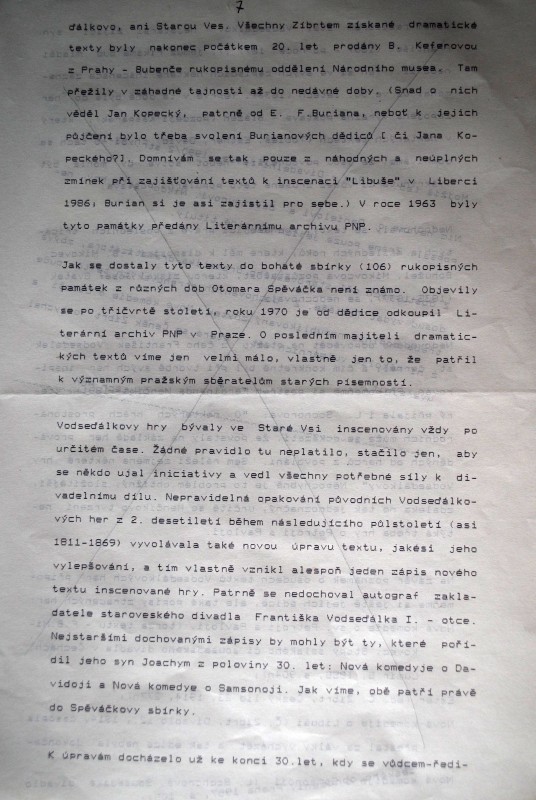 7
ďálkovo, ani Starou Ves. Všechny Zíbrtem získané dramatické
texty byly nakonec počátkem 20. let prodány B. Keferovou
z Prahy - Bubenče rukopisnému oddělení Národního musea. Tam
přežily v záhadné tajnosti až do nedávné doby. (Snad o nich
věděl Jan Kopecký, patrně od E. F.Buriana, neboť k jejich
půjčení bylo třeba svolení Burianových dědiců [ či Jana Ko-
peckého?]. Domnívám se tak pouze z náhodných a neúplných
zmínek při zajišťování textů k inscenaci "Libuše" v Liberci
1986; Burian si je asi zajistil pro sebe.) V roce 1963 byly
tyto památky předány Literárnímu archivu PNP.
Jak se dostaly tyto texty do bohaté sbírky (106) rukopisných
památek z různých dob Otomara Spěváčka není známo. Objevily
se po tříčvrtě století, roku 1970 je od dědice odkoupil Li-
terární archiv PNP v Praze. O posledním majiteli dramatic-
kých textů víme jen velmi málo, vlastně jen to, že patřil
k významným pražským sběratelům starých písemností.
Vodseďálkovy hry bývaly ve Staré Vsi inscenovány vždy po
určitém čase. Žádné pravidlo tu neplatilo, stačilo jen, aby
se někdo ujal iniciativy a vedl všechny potřebné síly k di-
vadelnímu dílu. Nepravidelná opakování původních Vodseďálko-
vých her z 2. desetiletí během následujícího půlstoletí (asi
1811-1869) vyvolávala také novou úpravu textu, jakési jeho
vylepšování, a tím vlastně vznikl alespoň jeden zápis nového
textu inscenované hry. Patrně se nedochoval autograf zakla-
datele staroveského divadla Františka Vodseďálka I. - otce.
Nejstaršími dochovanými zápisy by mohly být ty, které poří-
dil jeho syn Joachym z poloviny 30. let: Nová komedyje o Da-
vidoji a Nová komedye o Samsonoji. Jak víme, obě patří právě
do Spěváčkovy sbírky.
K úpravám docházelo už ke konci 30.let, kdy se vůdcem-ředi-